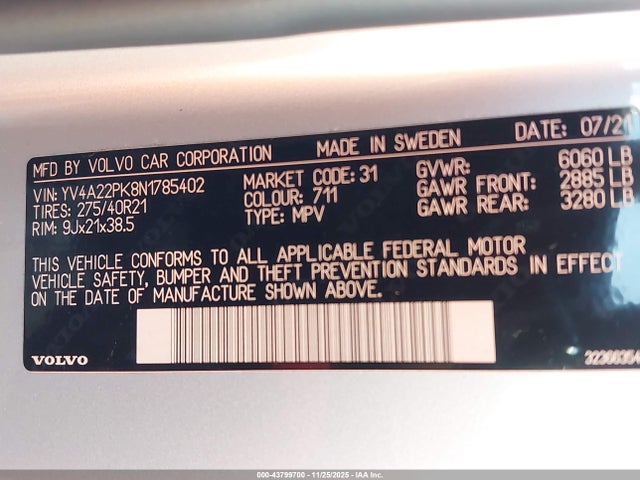 MFD BY VOLVO CAR CORPORATION MADE IN SWEDEN DATE: 07/21
VIN: YV4A22PK8N1785402 MARKET CODE: 31 GVWR: 6060 LB
TIRES: 275/40R21 COLOUR: 711 GAWR FRONT: 2885 LB
RIM: 9Jx21x38.5 TYPE: MPV GAWR REAR: 3280 LB
THIS VEHICLE CONFORMS TO ALL APPLICABLE FEDERAL MOTOR
VEHICLE SAFETY, BUMPER AND THEFT PREVENTION STANDARDS IN EFFECT
ON THE DATE OF MANUFACTURE SHOWN ABOVE.
VOLVO
000-43799700 - 11/25/2025 - IAA Inc.